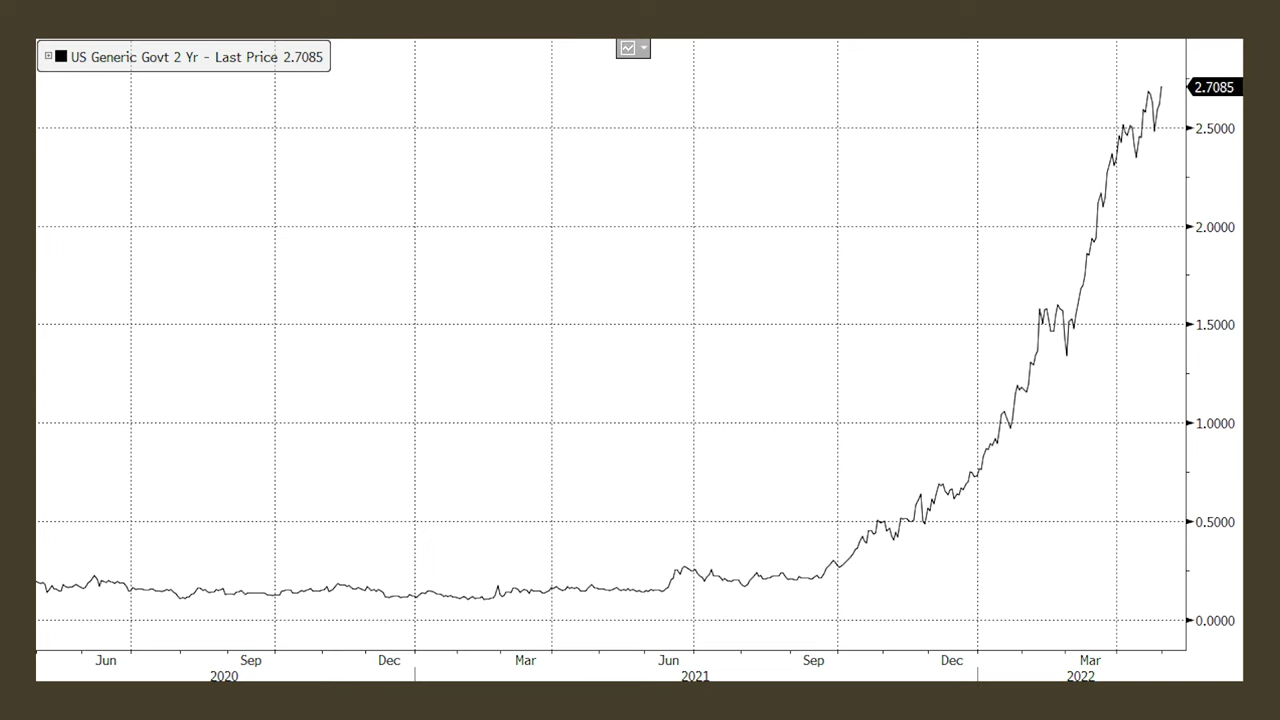 US Generic Govt 2 Yr - Last Price 2.7085
2.7085
2.5000
2.0000
1.5000
1.0000
0.5000
0.0000
Jun Sep Dec Mar Jun Sep Dec Mar
2020 2021 2022